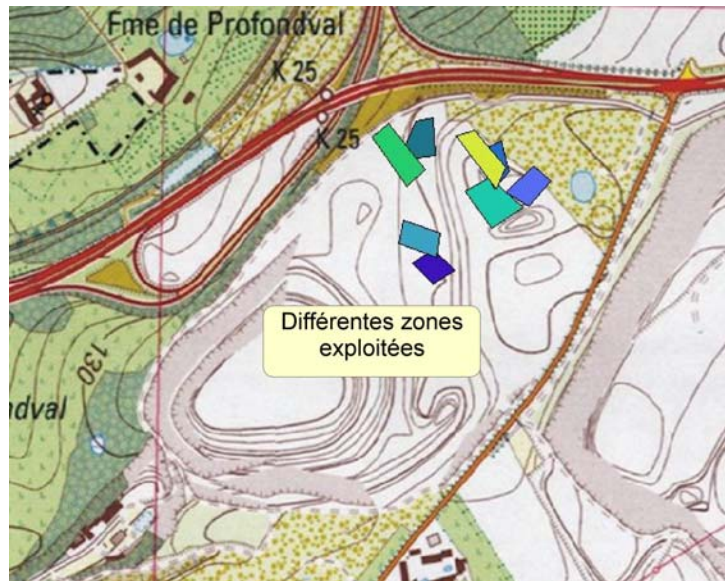 Fme de Profondval
K 25
K 25
Différentes zones
exploitées
130
ndval